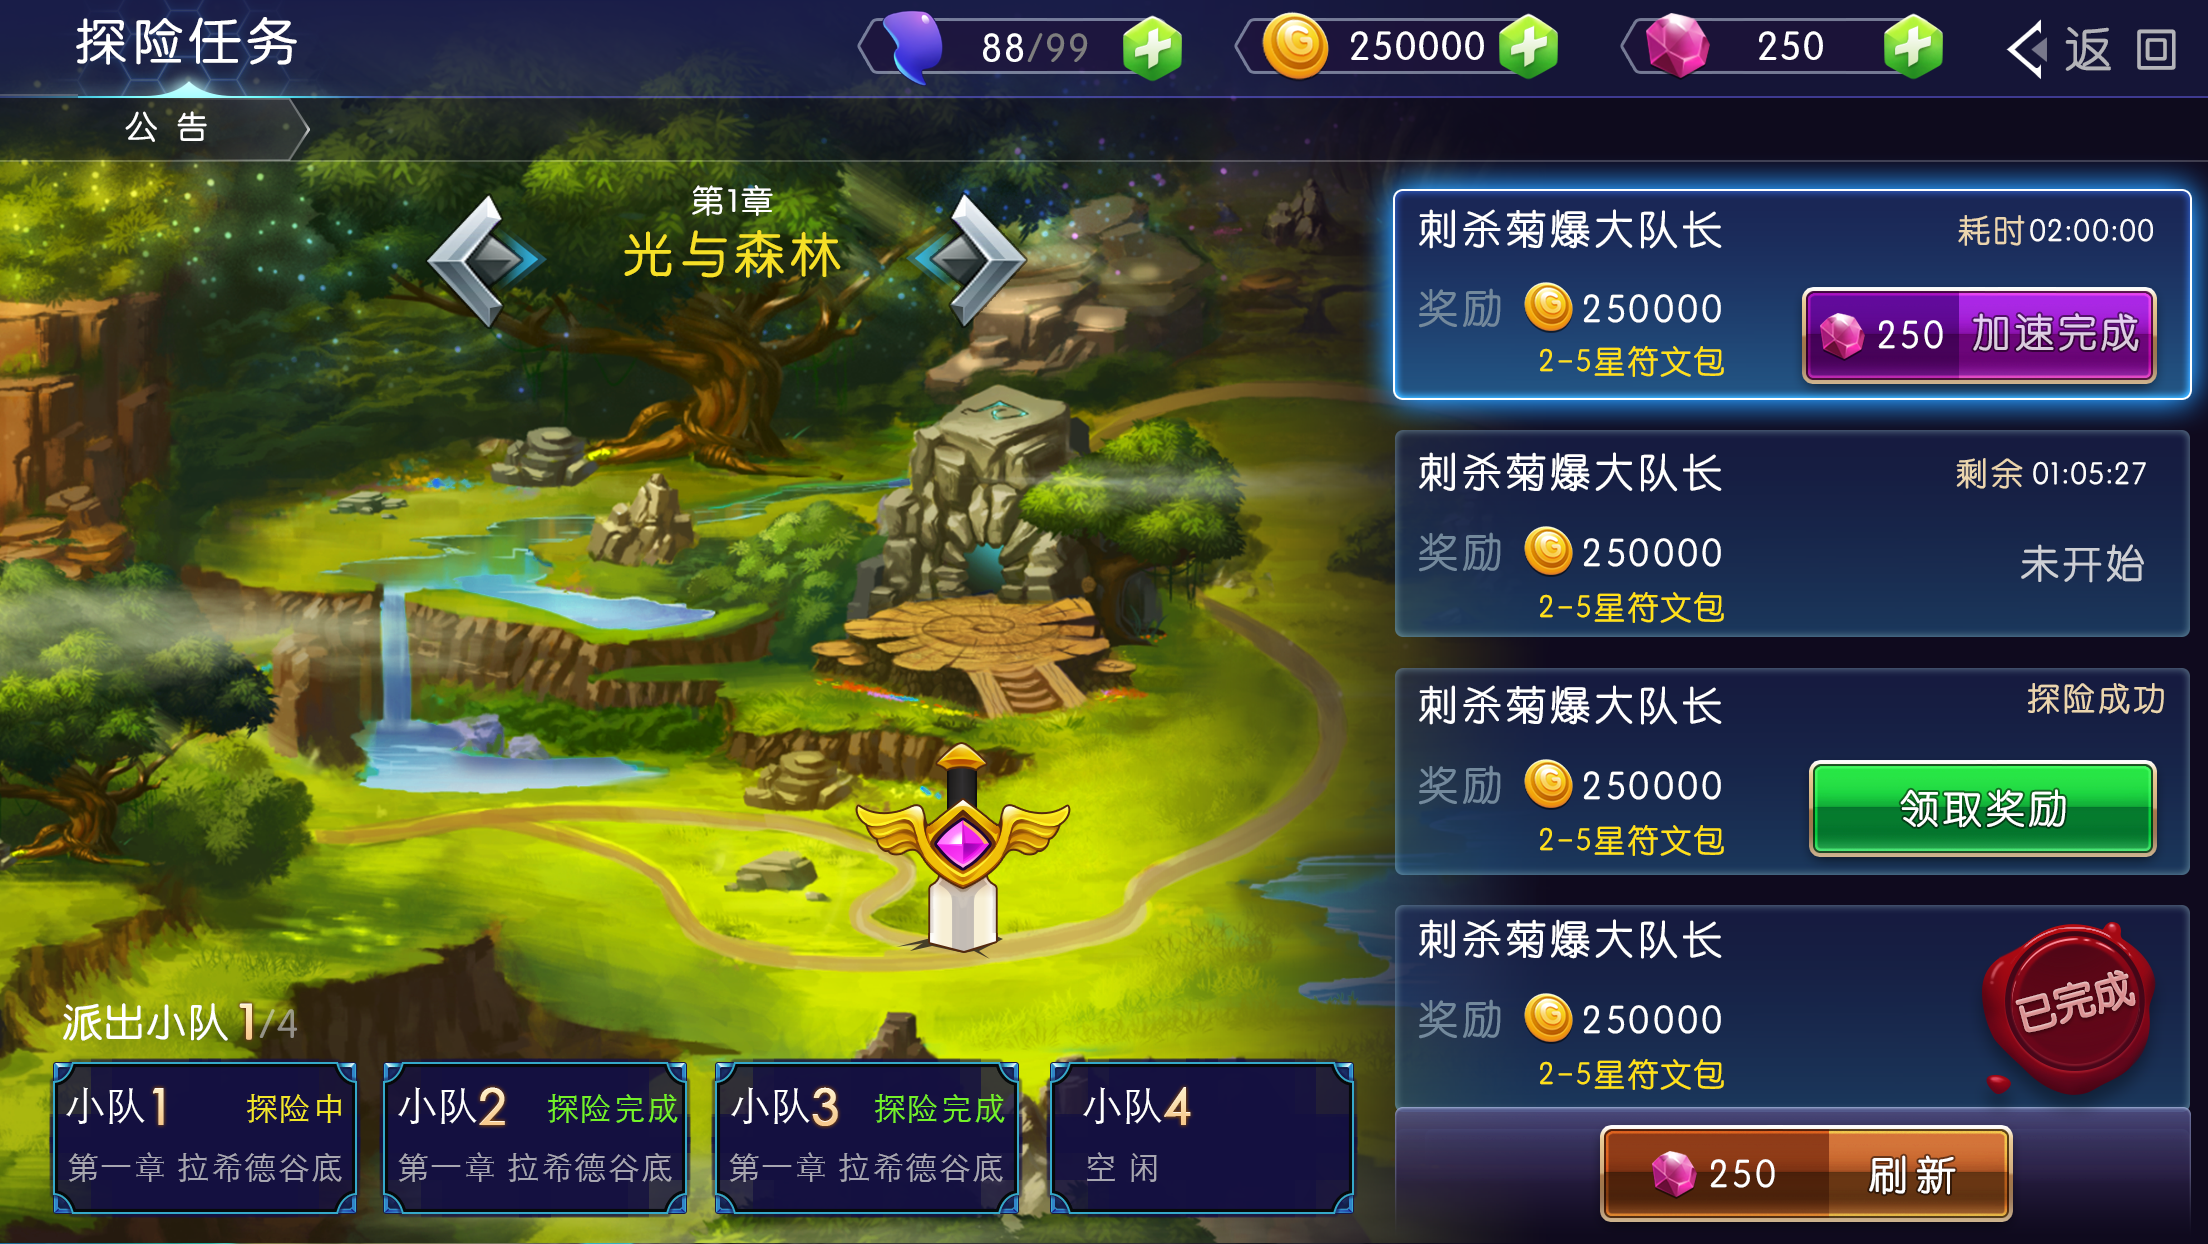 探险任务
88/99
250000
250
返回
公告
第1章
光与森林
刺杀菊爆大队长
耗时02:00:00
奖励 250000
2-5星符文包
250 加速完成
刺杀菊爆大队长
剩余 01:05:27
奖励 250000
2-5星符文包
未开始
刺杀菊爆大队长
探险成功
奖励 250000
2-5星符文包
领取奖励
刺杀菊爆大队长
奖励 250000
2-5星符文包
已完成
250 刷新
派出小队 1/4
小队1 探险中
第一章 拉希德谷底
小队2 探险完成
第一章 拉希德谷底
小队3 探险完成
第一章 拉希德谷底
小队4
空闲